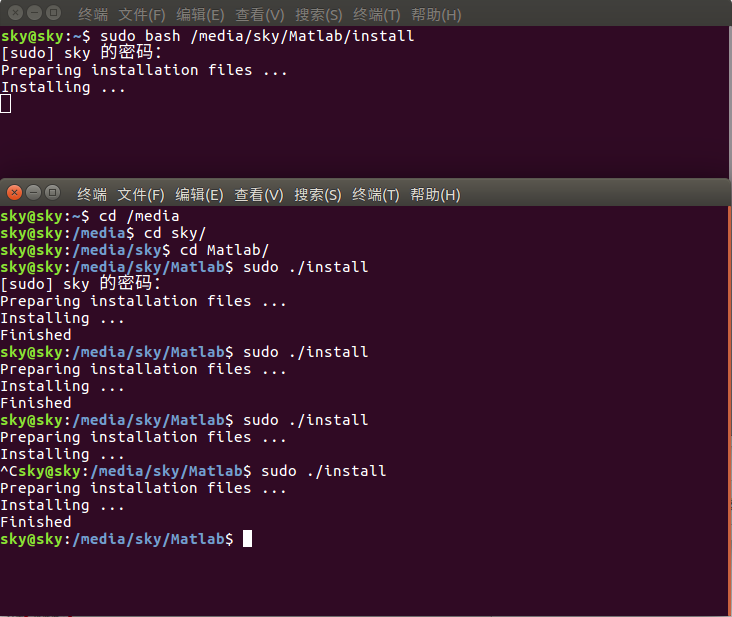 终端 文件(F) 编辑(E) 查看(V) 搜索(S) 终端(T) 帮助(H)
sky@sky:~$ sudo bash /media/sky/Matlab/install
[sudo] sky 的密码：
Preparing installation files ...
Installing ...
终端 文件(F) 编辑(E) 查看(V) 搜索(S) 终端(T) 帮助(H)
sky@sky:~$ cd /media
sky@sky:/media$ cd sky/
sky@sky:/media/sky$ cd Matlab/
sky@sky:/media/sky/Matlab$ sudo ./install
[sudo] sky 的密码：
Preparing installation files ...
Installing ...
Finished
sky@sky:/media/sky/Matlab$ sudo ./install
Preparing installation files ...
Installing ...
Finished
sky@sky:/media/sky/Matlab$ sudo ./install
Preparing installation files ...
Installing ...
^Csky@sky:/media/sky/Matlab$ sudo ./install
Preparing installation files ...
Installing ...
Finished
sky@sky:/media/sky/Matlab$